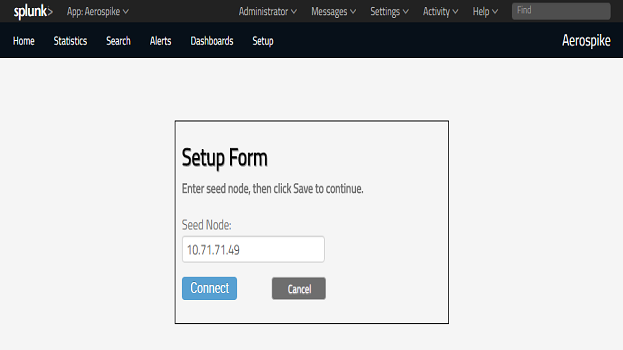 splunk> App: Aerospike Administrator Messages Settings Activity Help Find
Home Statistics Search Alerts Dashboards Setup Aerospike
Setup Form
Enter seed node, then click Save to continue.
Seed Node:
10.71.71.49
Connect Cancel